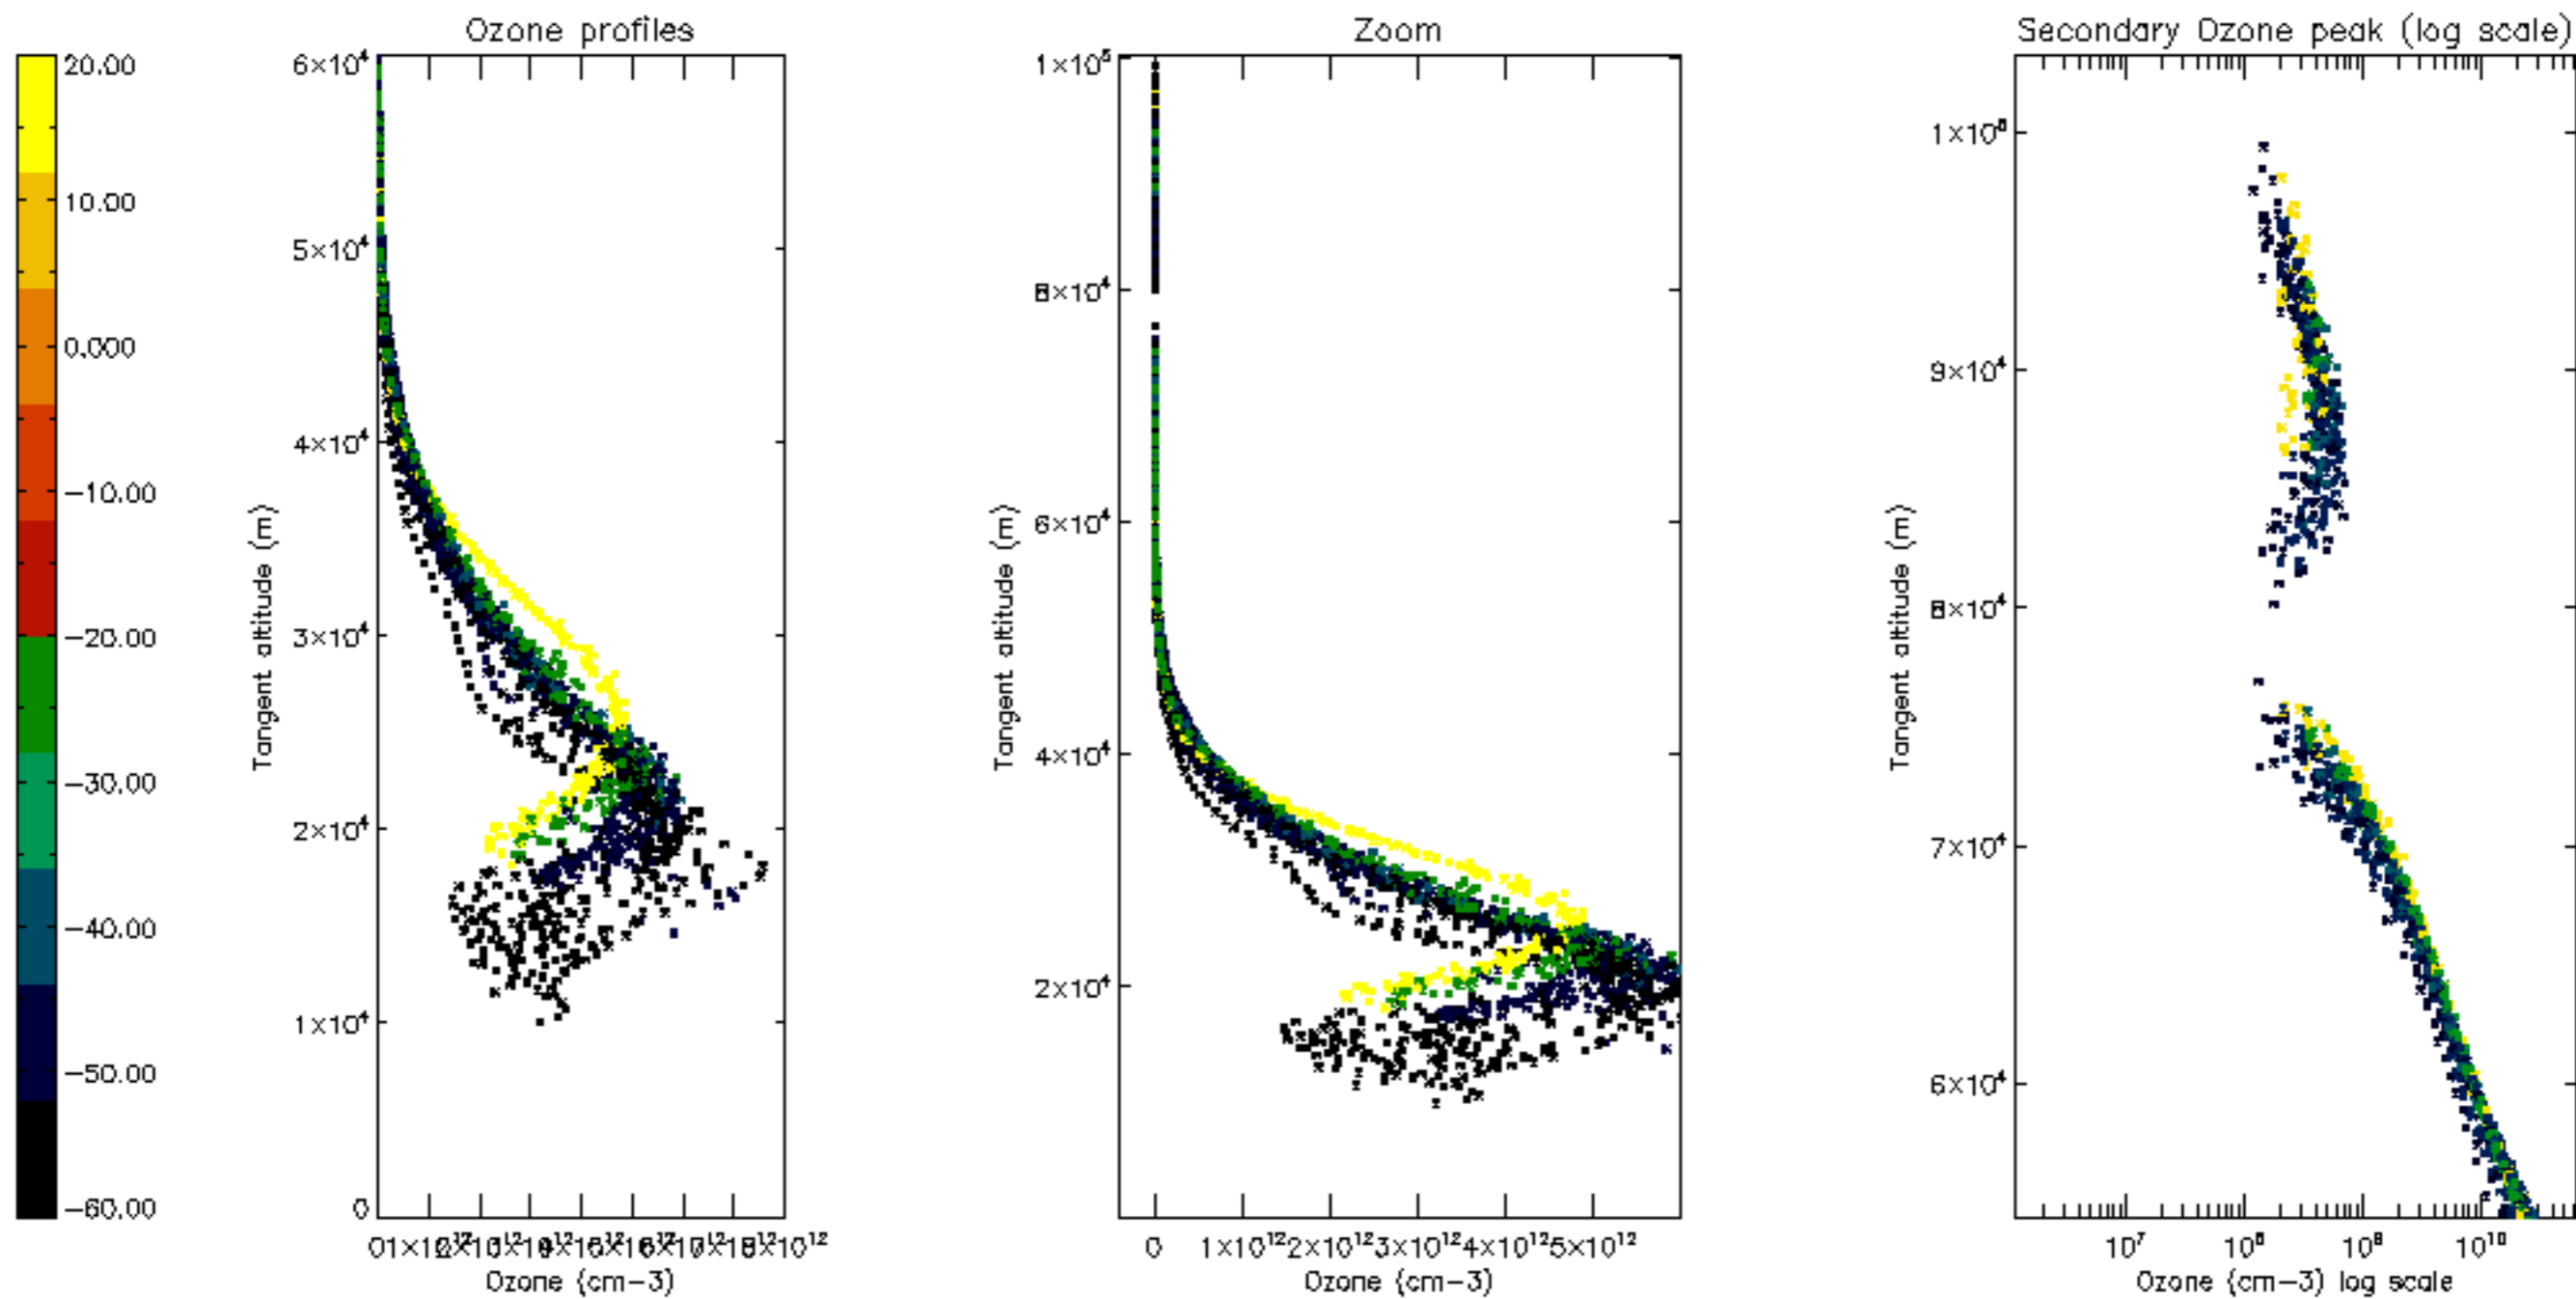 Ozone profiles
Zoom
Secondary Ozone peak (log scale)
20.00
10.00
0.000
−10.00
−20.00
−30.00
−40.00
−50.00
−60.00
6×10⁴
5×10⁴
4×10⁴
3×10⁴
2×10⁴
1×10⁴
0
Tangent altitude (m)
Ozone (cm−3)
1×10⁵
8×10⁴
6×10⁴
4×10⁴
2×10⁴
Tangent altitude (m)
0 1×10¹² 2×10¹² 3×10¹² 4×10¹² 5×10¹²
Ozone (cm−3)
9×10⁴
8×10⁴
7×10⁴
6×10⁴
Tangent altitude (m)
10⁷ 10⁸ 10⁹ 10¹⁰
Ozone (cm−3) log scale